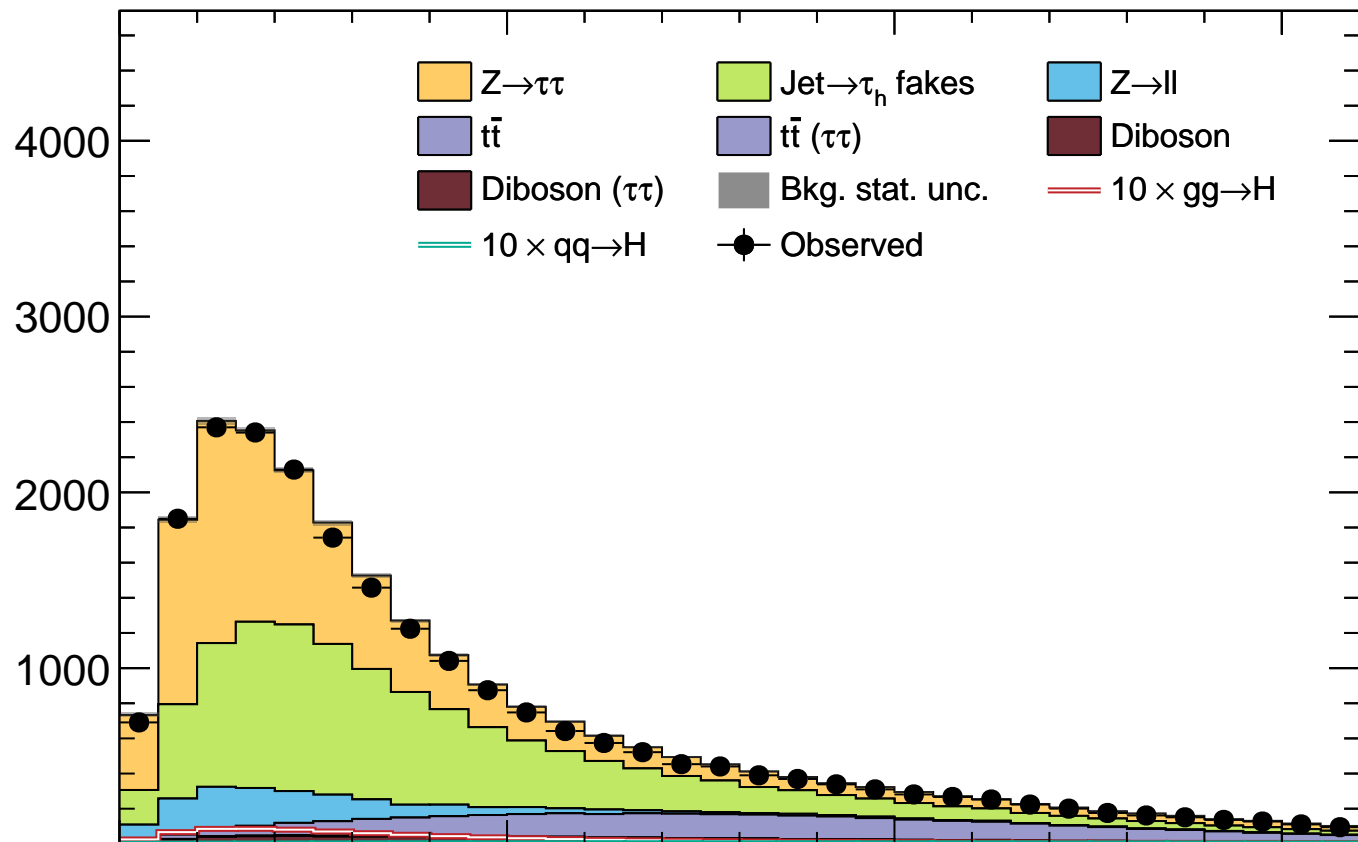 Z→ττ Jet→τₕ fakes Z→ll
tt̄ tt̄ (ττ) Diboson
Diboson (ττ) Bkg. stat. unc. 10 × gg→H
10 × qq→H Observed
4000
3000
2000
1000